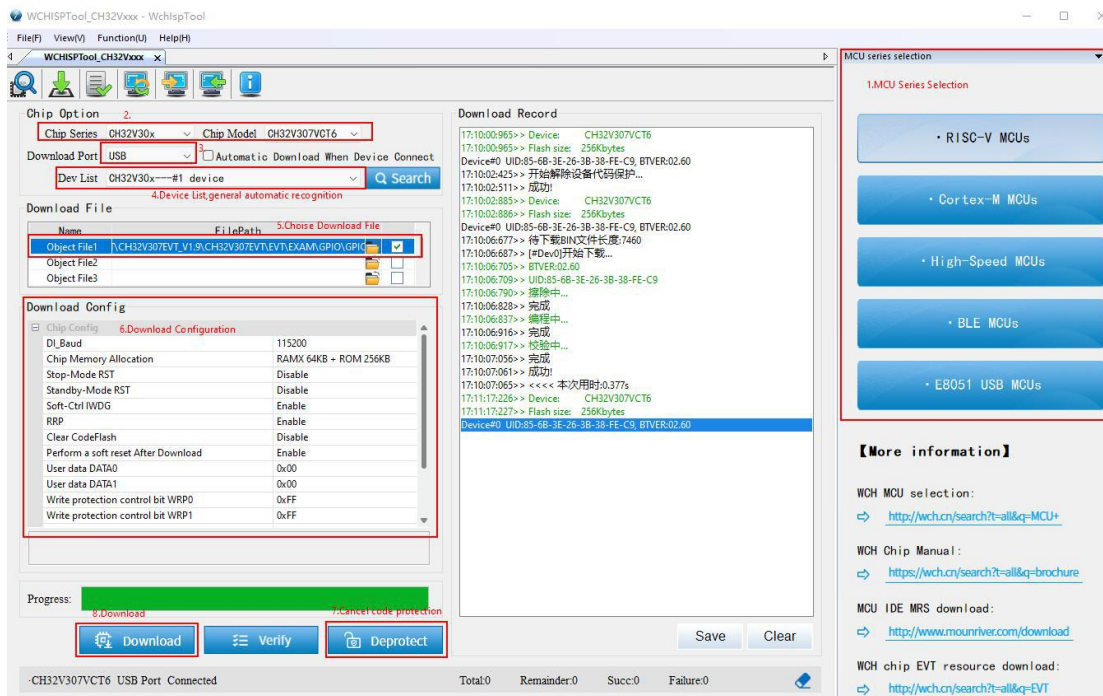 WCHISPTool_CH32Vxxx - WchIspTool
File(F) View(V) Function(U) Help(H)
WCHISPTool_CH32Vxxx x
Chip Option 2.
Chip Series CH32V30x Chip Model CH32V307VCT6
Download Port USB 3. Automatic Download When Device Connect
Dev List CH32V30x---#1 device Search
4.Device List,general automatic recognition
Download File
Name FilePath 5.Choise Download File
Object File1 \CH32V307EVT_V1.9\CH32V307EVT\EVT\EXAM\GPIO\GPIO
Object File2
Object File3
Download Config
Chip Config 6.Download Configuration
DI_Baud 115200
Chip Memory Allocation RAMX 64KB + ROM 256KB
Stop-Mode RST Disable
Standby-Mode RST Disable
Soft-Ctrl IWDG Enable
RRP Enable
Clear CodeFlash Disable
Perform a soft reset After Download Enable
User data DATA0 0x00
User data DATA1 0x00
Write protection control bit WRP0 0xFF
Write protection control bit WRP1 0xFF
Progress:
8.Download 7.Cancel code protection
Download Verify Deprotect
Download Record
17:10:00:965>> Device: CH32V307VCT6
17:10:00:965>> Flash size: 256Kbytes
Device#0 UID:85-6B-3E-26-3B-38-FE-C9, BTVER:02.60
17:10:02:425>> 开始解除设备代码保护...
17:10:02:511>> 成功!
17:10:02:885>> Device: CH32V307VCT6
17:10:02:886>> Flash size: 256Kbytes
Device#0 UID:85-6B-3E-26-3B-38-FE-C9, BTVER:02.60
17:10:06:677>> 待下载BIN文件长度:7460
17:10:06:687>> [#Dev0]开始下载...
17:10:06:705>> BTVER:02.60
17:10:06:709>> UID:85-6B-3E-26-3B-38-FE-C9
17:10:06:790>> 擦除中...
17:10:06:828>> 完成
17:10:06:837>> 编程中...
17:10:06:916>> 完成
17:10:06:917>> 校验中...
17:10:07:056>> 完成
17:10:07:061>> 成功!
17:10:07:065>> <<<< 本次用时:0.377s
17:11:17:226>> Device: CH32V307VCT6
17:11:17:227>> Flash size: 256Kbytes
Device#0 UID:85-6B-3E-26-3B-38-FE-C9, BTVER:02.60
Save Clear
MCU series selection
1.MCU Series Selection
· RISC-V MCUs
· Cortex-M MCUs
· High-Speed MCUs
· BLE MCUs
· E8051 USB MCUs
【More information】
WCH MCU selection:
⇨ http://wch.cn/search?t=all&q=MCU+
WCH Chip Manual:
⇨ https://wch.cn/search?t=all&q=brochure
MCU IDE MRS download:
⇨ http://www.mounriver.com/download
WCH chip EVT resource download:
⇨ http://wch.cn/search?t=all&q=EVT
·CH32V307VCT6 USB Port Connected Total:0 Remainder:0 Succ:0 Failure:0